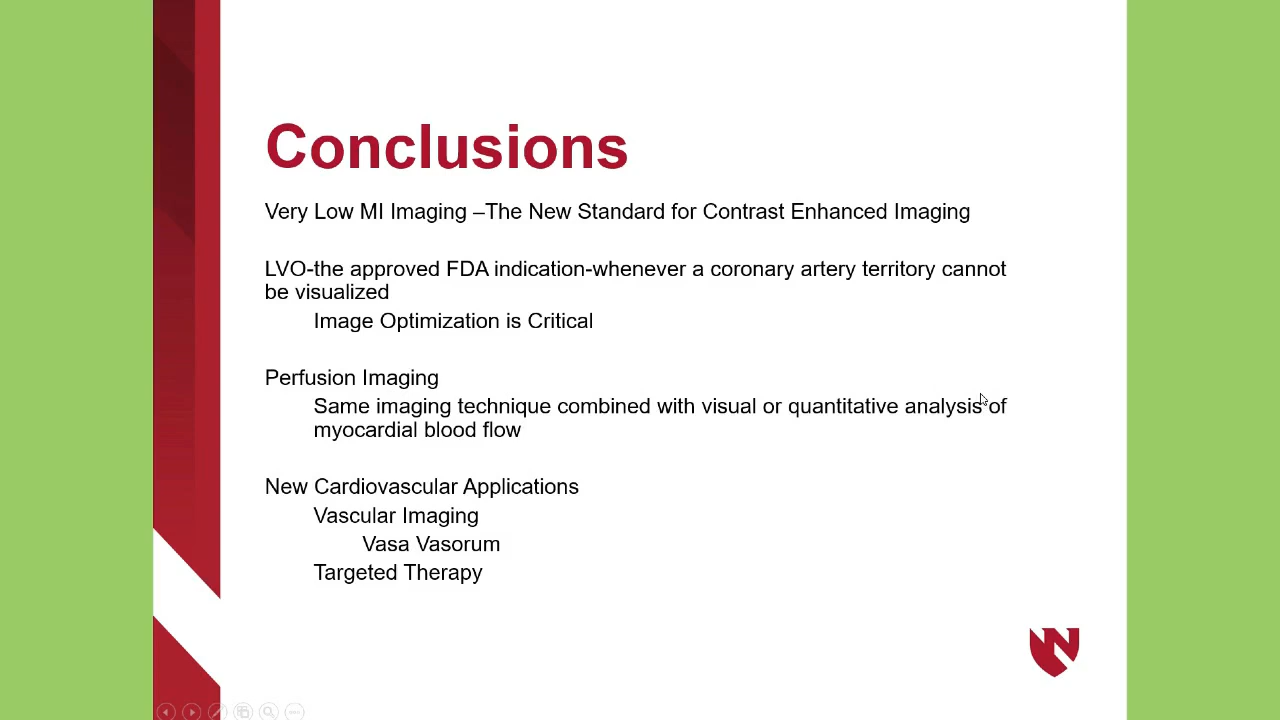 Conclusions
Very Low MI Imaging –The New Standard for Contrast Enhanced Imaging
LVO-the approved FDA indication-whenever a coronary artery territory cannot
be visualized
Image Optimization is Critical
Perfusion Imaging
Same imaging technique combined with visual or quantitative analysis of
myocardial blood flow
New Cardiovascular Applications
Vascular Imaging
Vasa Vasorum
Targeted Therapy